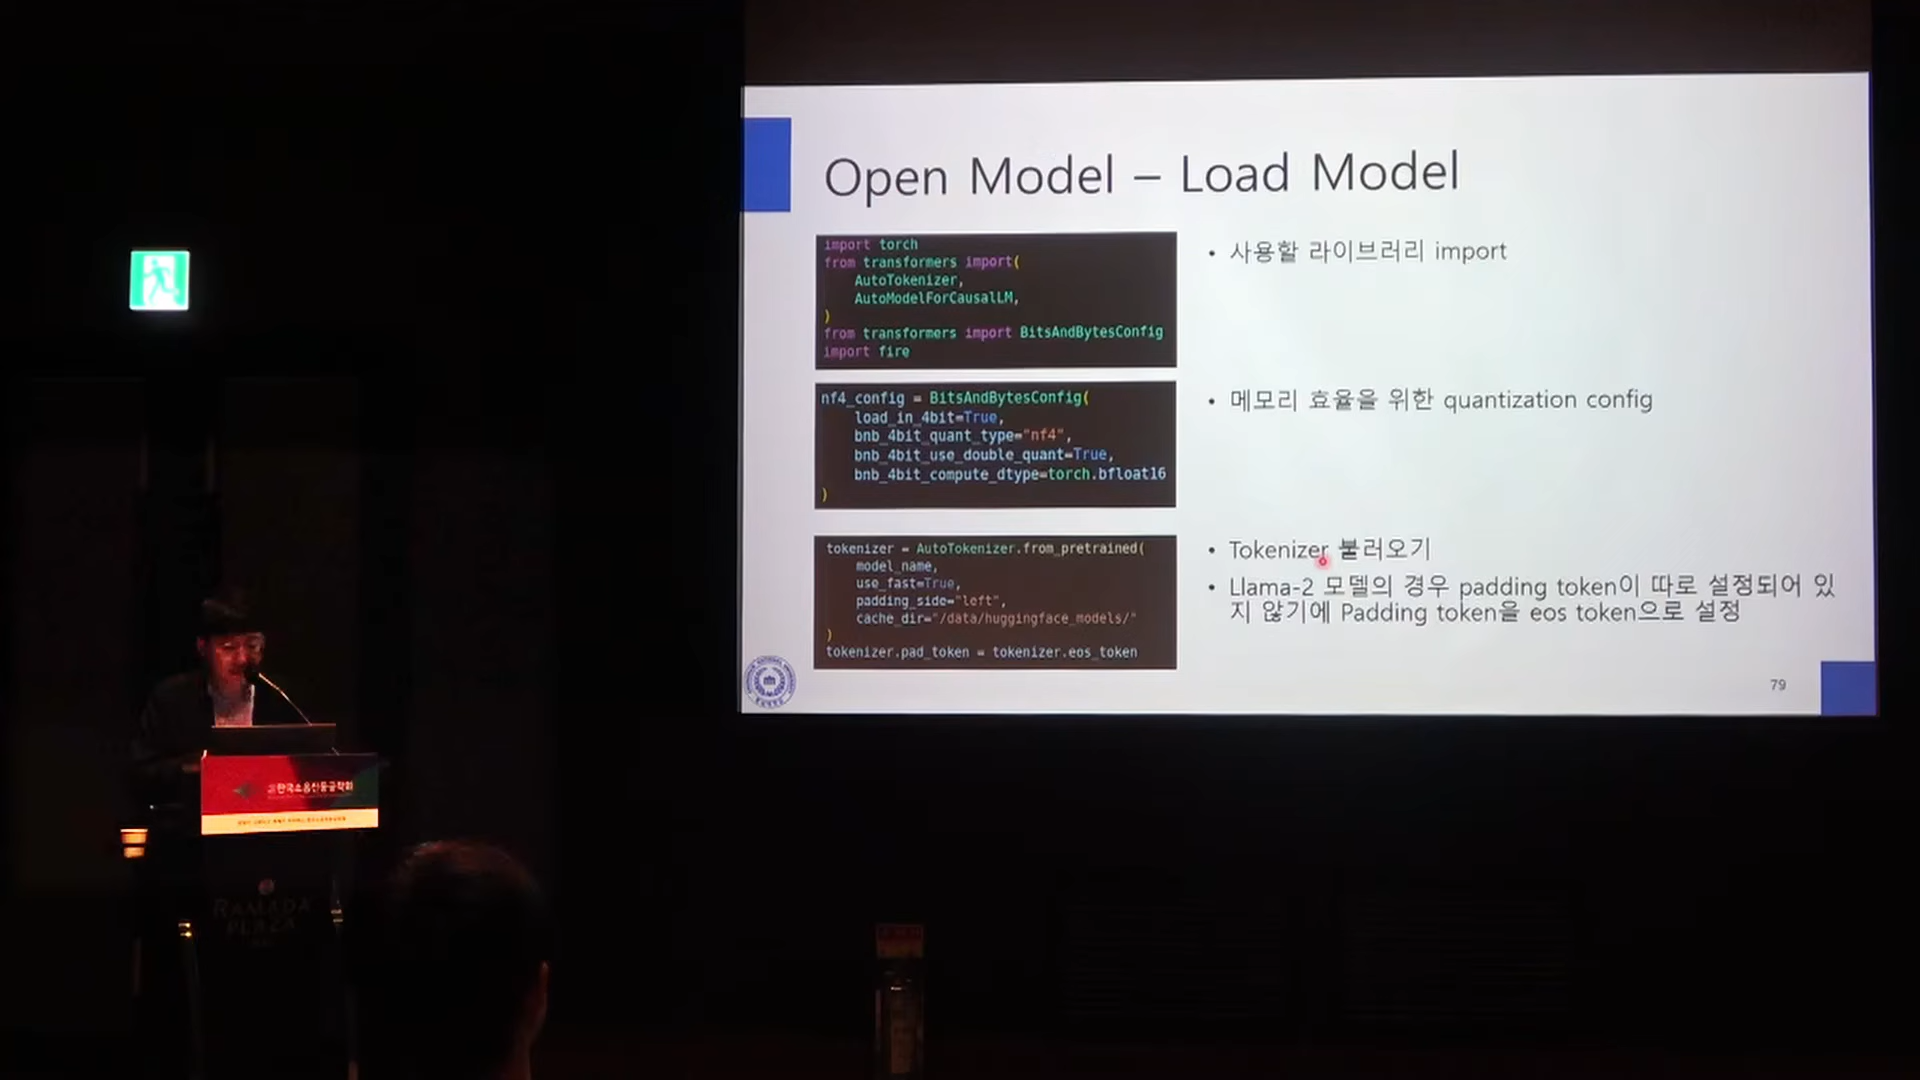 Open Model – Load Model
import torch
from transformers import(
AutoTokenizer,
AutoModelForCausalLM,
)
from transformers import BitsAndBytesConfig
import fire
• 사용할 라이브러리 import
nf4_config = BitsAndBytesConfig(
load_in_4bit=True,
bnb_4bit_quant_type="nf4",
bnb_4bit_use_double_quant=True,
bnb_4bit_compute_dtype=torch.bfloat16
)
• 메모리 효율을 위한 quantization config
tokenizer = AutoTokenizer.from_pretrained(
model_name,
use_fast=True,
padding_side="left",
cache_dir="/data/huggingface_models/"
)
tokenizer.pad_token = tokenizer.eos_token
• Tokenizer 불러오기
• Llama-2 모델의 경우 padding token이 따로 설정되어 있
지 않기에 Padding token을 eos token으로 설정
79
RAMADA
PLAZA